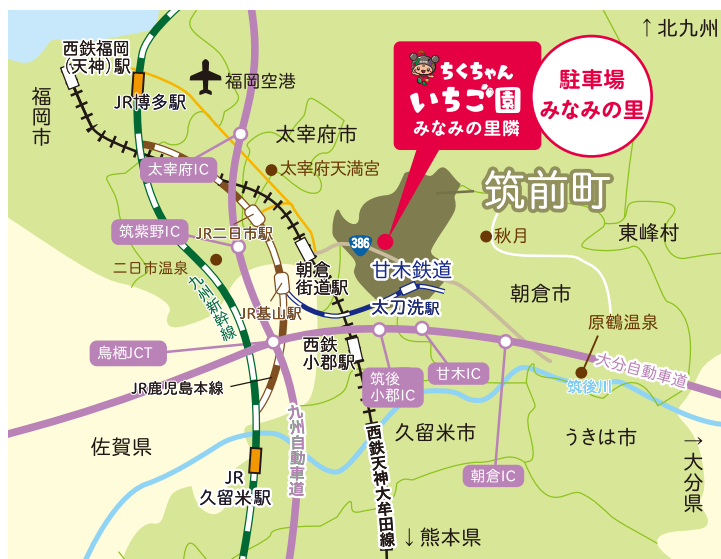 ↑北九州
西鉄福岡
(天神)駅
福岡空港
JR博多駅
福岡市
ちくちゃん
いちご園
みなみの里隣
駐車場
みなみの里
太宰府市
太宰府IC
太宰府天満宮
筑前町
筑紫野IC
JR二日市駅
386
秋月
東峰村
二日市温泉
朝倉
街道駅
甘木鉄道
太刀洗駅
朝倉市
九州新幹線
JR基山駅
原鶴温泉
鳥栖JCT
西鉄
小郡駅
筑後
小郡IC
甘木IC
大分自動車道
筑後川
JR鹿児島本線
佐賀県
九州自動車道
西鉄天神大牟田線
久留米市
うきは市
朝倉IC
→大分県
JR
久留米駅
↓熊本県